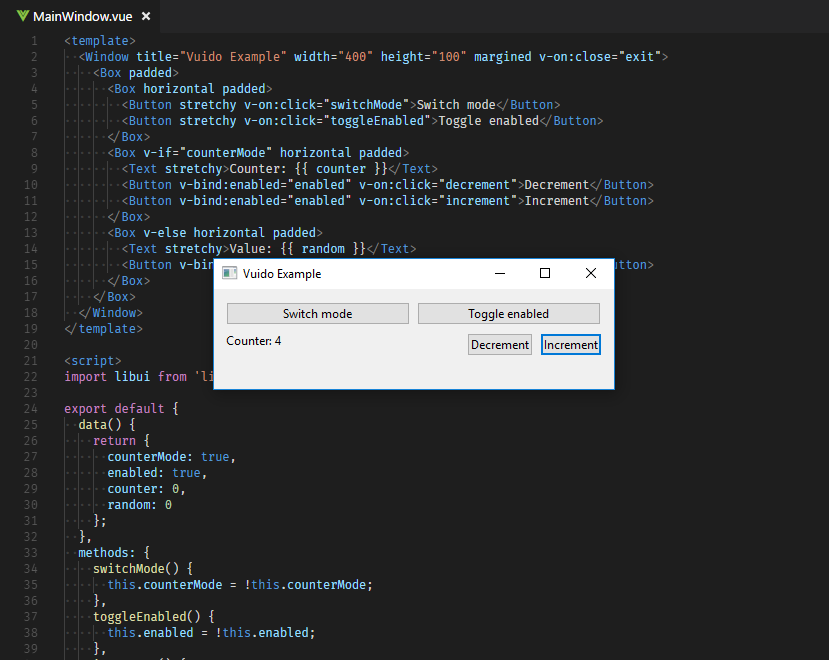 MainWindow.vue ×
1 <template>
2 <Window title="Vuido Example" width="400" height="100" margined v-on:close="exit">
3 <Box padded>
4 <Box horizontal padded>
5 <Button stretchy v-on:click="switchMode">Switch mode</Button>
6 <Button stretchy v-on:click="toggleEnabled">Toggle enabled</Button>
7 </Box>
8 <Box v-if="counterMode" horizontal padded>
9 <Text stretchy>Counter: {{ counter }}</Text>
10 <Button v-bind:enabled="enabled" v-on:click="decrement">Decrement</Button>
11 <Button v-bind:enabled="enabled" v-on:click="increment">Increment</Button>
12 </Box>
13 <Box v-else horizontal padded>
14 <Text stretchy>Value: {{ random }}</Text>
15 <Button v-bin tton>
16 </Box>
17 </Box>
18 </Window>
19 </template>
20
21 <script>
22 import libui from 'li
23
24 export default {
25 data() {
26 return {
27 counterMode: true,
28 enabled: true,
29 counter: 0,
30 random: 0
31 };
32 },
33 methods: {
34 switchMode() {
35 this.counterMode = !this.counterMode;
36 },
37 toggleEnabled() {
38 this.enabled = !this.enabled;
39 },
Vuido Example
Switch mode Toggle enabled
Counter: 4 Decrement Increment